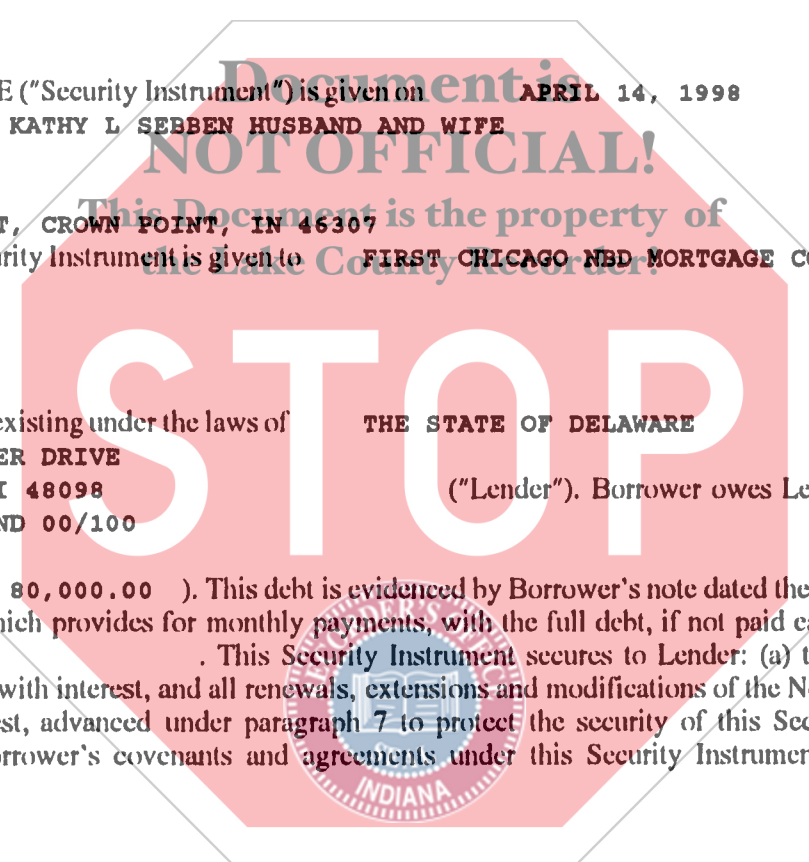 E ("Security Instrument") is given on APRIL 14, 1998
KATHY L SEBBEN HUSBAND AND WIFE
Document is
NOT OFFICIAL!
This Document is the property of
the Lake County Recorder!
T, CROWN POINT, IN 46307
rity Instrument is given to FIRST CHICAGO NBD MORTGAGE CO
STOP
existing under the laws of THE STATE OF DELAWARE
ER DRIVE
I 48098 ("Lender"). Borrower owes Le
ND 00/100
80,000.00 ). This debt is evidenced by Borrower's note dated the
hich provides for monthly payments, with the full debt, if not paid ea
. This Security Instrument secures to Lender: (a) t
with interest, and all renewals, extensions and modifications of the No
est, advanced under paragraph 7 to protect the security of this Sec
orrower's covenants and agreements under this Security Instrumen
RECORDER'S OFFICE
SEAL
INDIANA